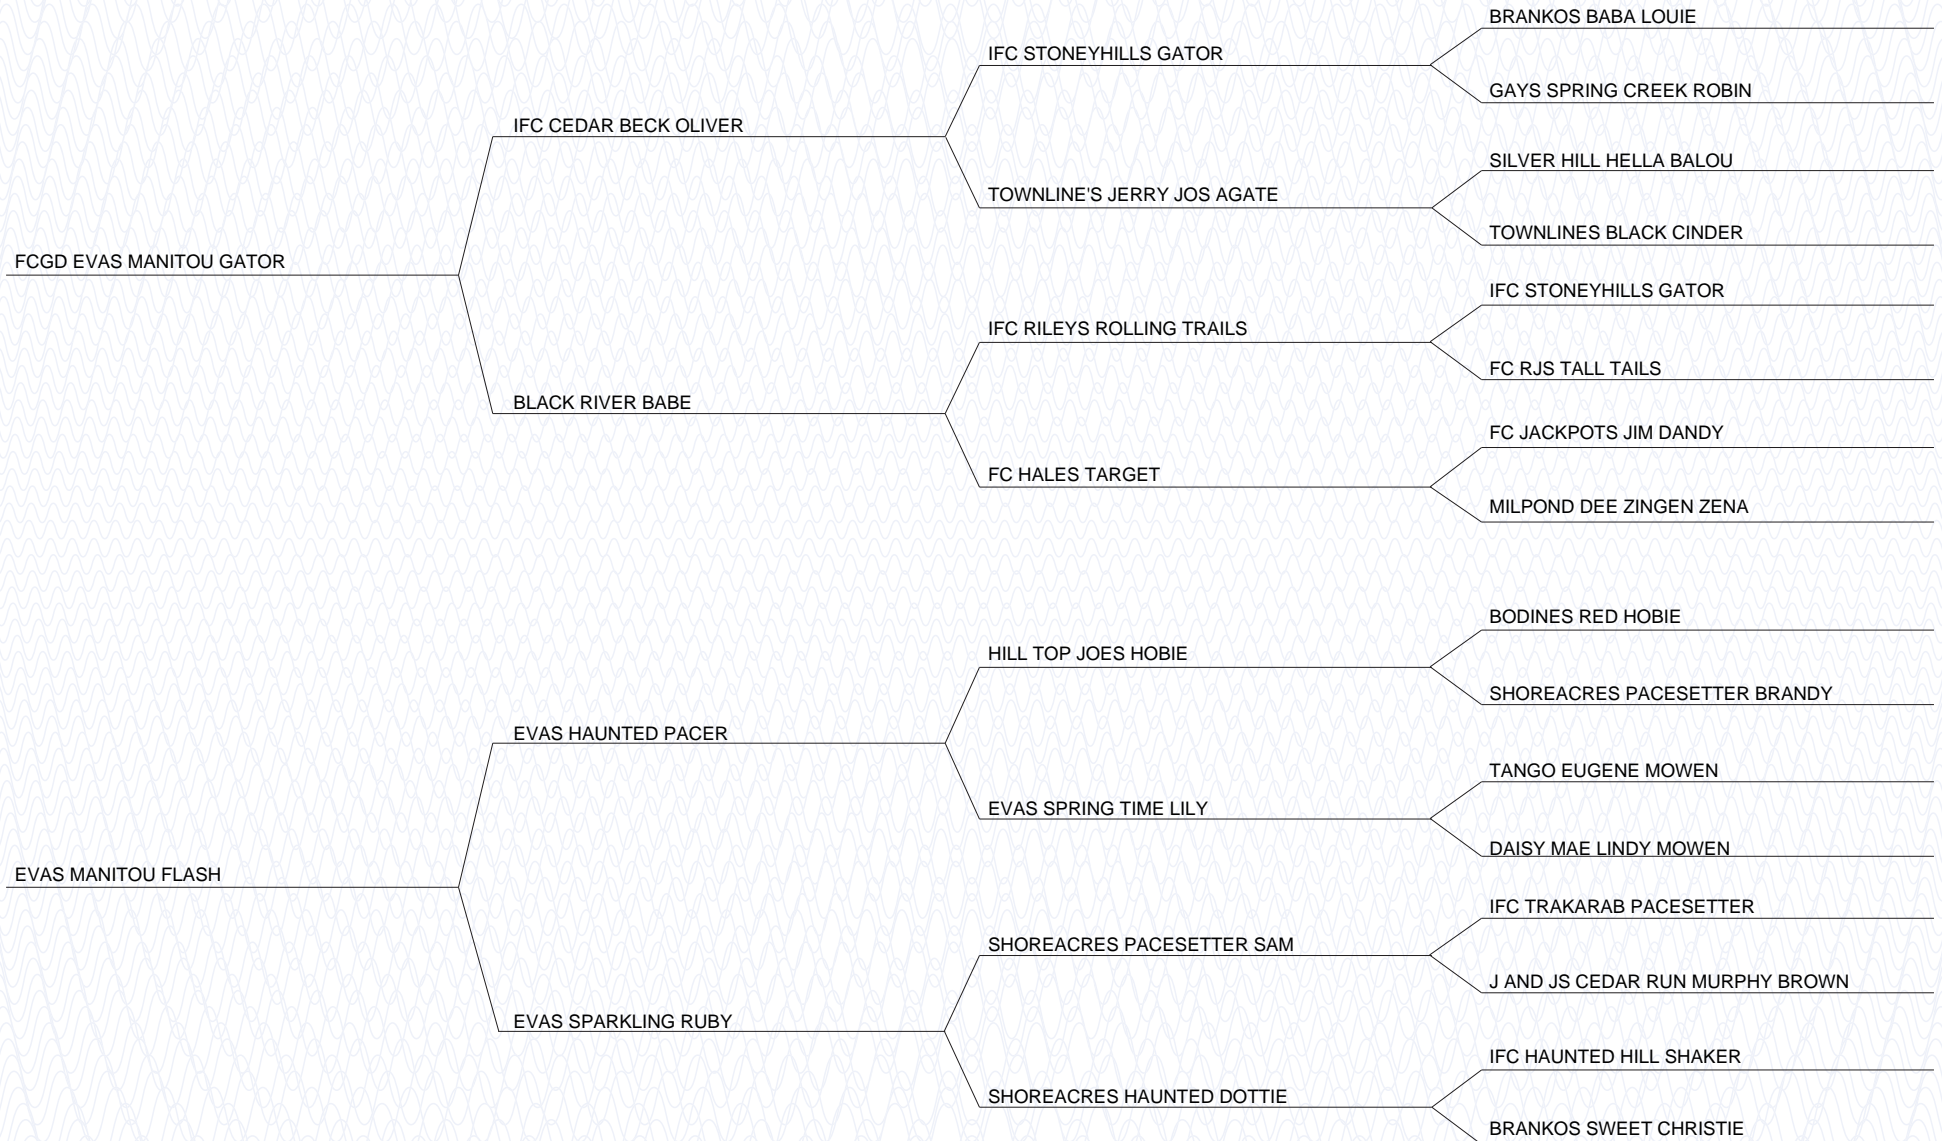 BRANKOS BABA LOUIE
IFC STONEYHILLS GATOR
GAYS SPRING CREEK ROBIN
IFC CEDAR BECK OLIVER
SILVER HILL HELLA BALOU
TOWNLINE'S JERRY JOS AGATE
TOWNLINES BLACK CINDER
FCGD EVAS MANITOU GATOR
IFC STONEYHILLS GATOR
IFC RILEYS ROLLING TRAILS
FC RJS TALL TAILS
BLACK RIVER BABE
FC JACKPOTS JIM DANDY
FC HALES TARGET
MILPOND DEE ZINGEN ZENA
BODINES RED HOBIE
HILL TOP JOES HOBIE
SHOREACRES PACESETTER BRANDY
EVAS HAUNTED PACER
TANGO EUGENE MOWEN
EVAS SPRING TIME LILY
DAISY MAE LINDY MOWEN
EVAS MANITOU FLASH
IFC TRAKARAB PACESETTER
SHOREACRES PACESETTER SAM
J AND JS CEDAR RUN MURPHY BROWN
EVAS SPARKLING RUBY
IFC HAUNTED HILL SHAKER
SHOREACRES HAUNTED DOTTIE
BRANKOS SWEET CHRISTIE